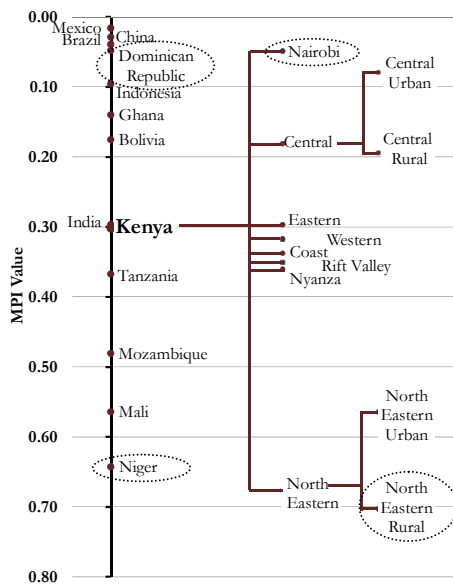 0.00
0.10
0.20
0.30
0.40
0.50
0.60
0.70
0.80
MPI Value
Mexico
China
Brazil
Dominican
Republic
Indonesia
Ghana
Bolivia
India
Kenya
Tanzania
Mozambique
Mali
Niger
Nairobi
Central
Eastern
Western
Coast
Rift Valley
Nyanza
North
Eastern
Central
Urban
Central
Rural
North
Eastern
Urban
North
Eastern
Rural